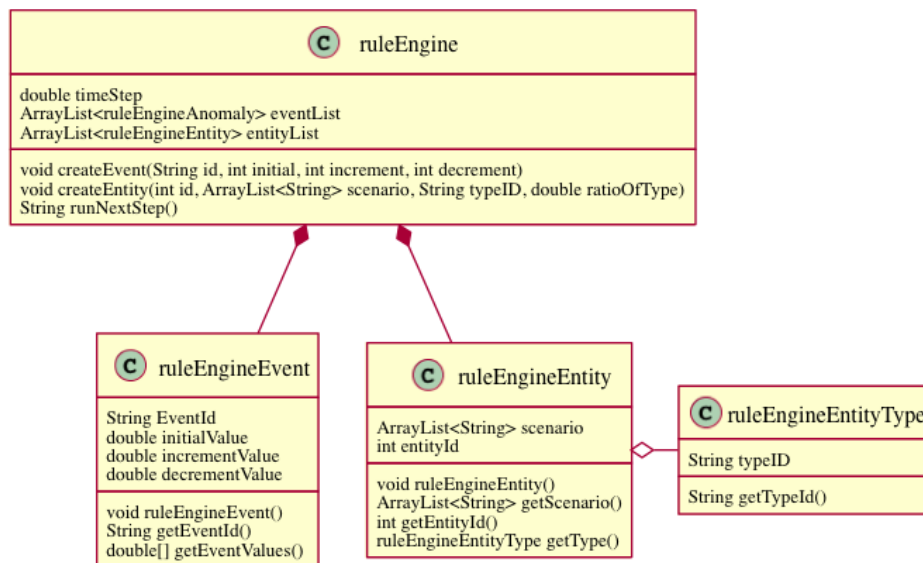 C ruleEngine
double timeStep
ArrayList<ruleEngineAnomaly> eventList
ArrayList<ruleEngineEntity> entityList
void createEvent(String id, int initial, int increment, int decrement)
void createEntity(int id, ArrayList<String> scenario, String typeID, double ratioOfType)
String runNextStep()
C ruleEngineEvent
String EventId
double initialValue
double incrementValue
double decrementValue
void ruleEngineEvent()
String getEventId()
double[] getEventValues()
C ruleEngineEntity
ArrayList<String> scenario
int entityId
void ruleEngineEntity()
ArrayList<String> getScenario()
int getEntityId()
ruleEngineEntityType getType()
C ruleEngineEntityType
String typeID
String getTypeId()